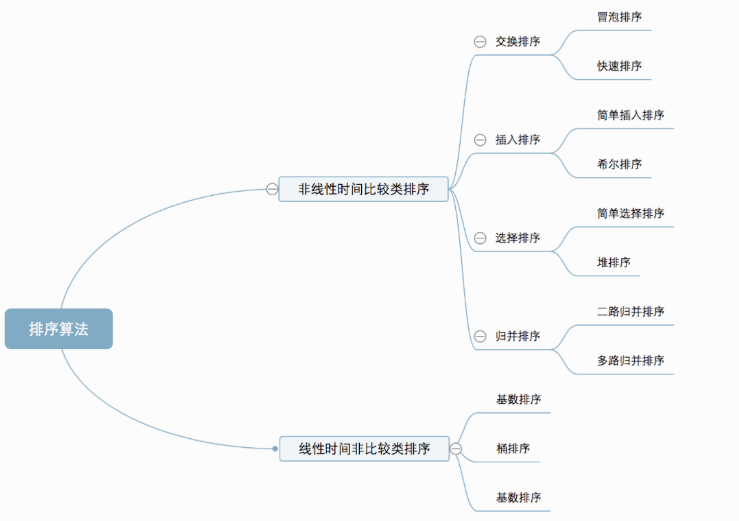 排序算法
非线性时间比较类排序
交换排序
冒泡排序
快速排序
插入排序
简单插入排序
希尔排序
选择排序
简单选择排序
堆排序
归并排序
二路归并排序
多路归并排序
线性时间非比较类排序
基数排序
桶排序
基数排序